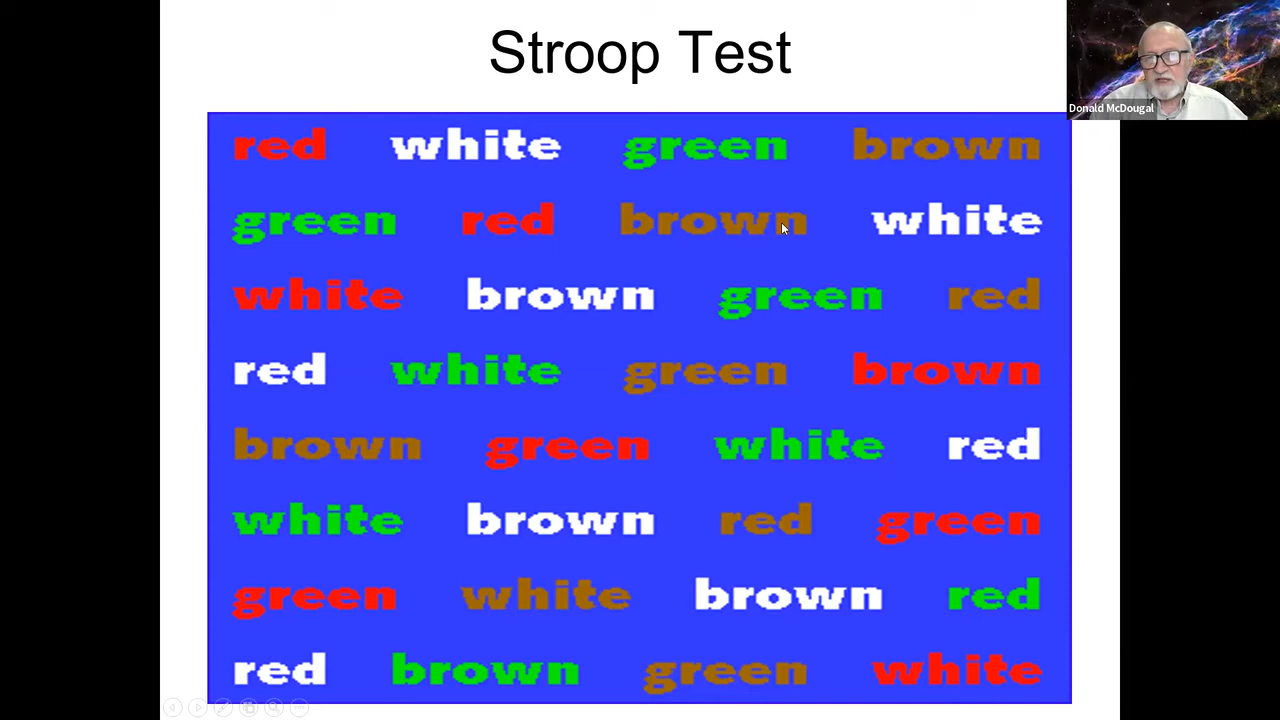 Stroop Test
Donald McDougal
red white green brown
green red brown white
white brown green red
red white green brown
brown green white red
white brown red green
green white brown red
red brown green white